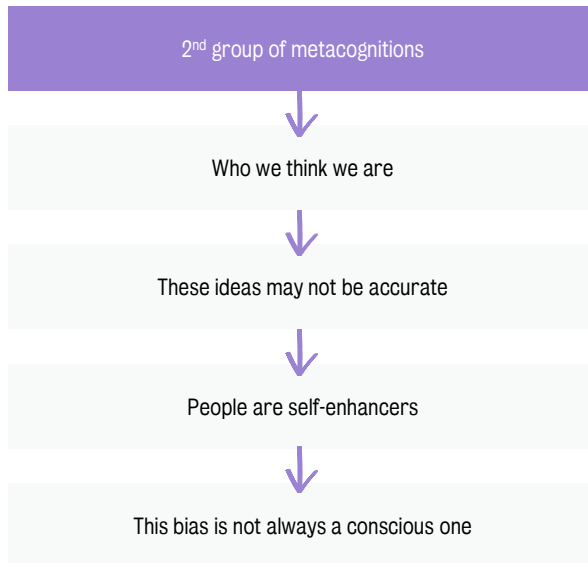 2nd group of metacognitions
Who we think we are
These ideas may not be accurate
People are self-enhancers
This bias is not always a conscious one